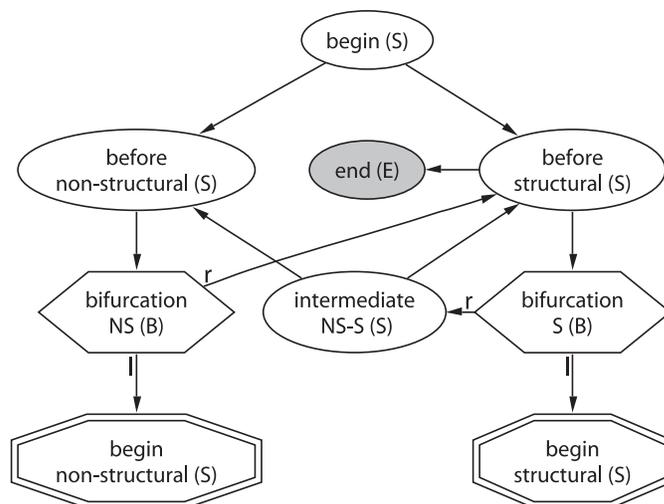 begin (S)
before
non-structural (S)
end (E)
before
structural (S)
r
bifurcation
NS (B)
intermediate
NS-S (S)
r
bifurcation
S (B)
l
l
begin
non-structural (S)
begin
structural (S)